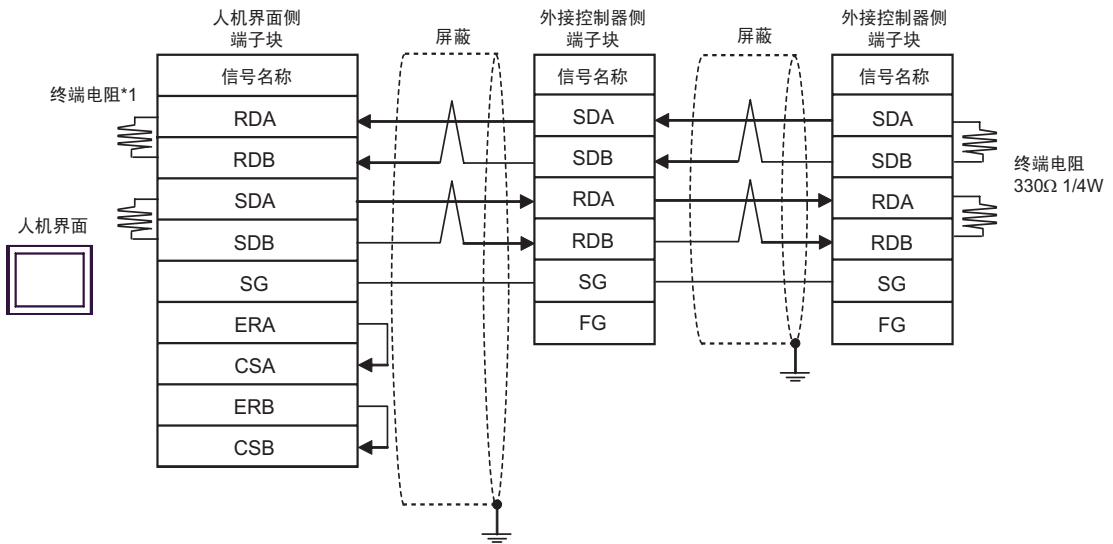 人机界面侧
端子块
屏蔽
外接控制器侧
端子块
屏蔽
外接控制器侧
端子块
终端电阻*1
人机界面
信号名称
RDA
RDB
SDA
SDB
SG
ERA
CSA
ERB
CSB
信号名称
SDA
SDB
RDA
RDB
SG
FG
信号名称
SDA
SDB
RDA
RDB
SG
FG
终端电阻
330Ω 1/4W